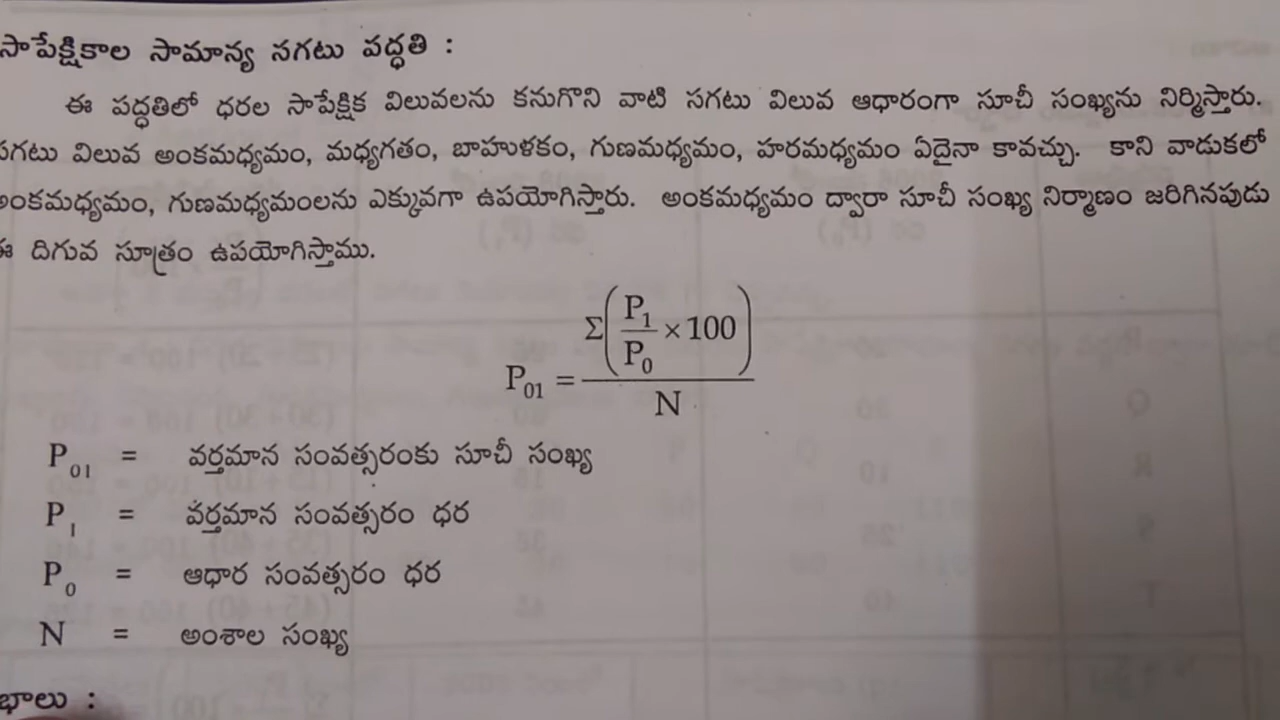 సాపేక్షికాల సామాన్య సగటు పద్ధతి :
ఈ పద్ధతిలో ధరల సాపేక్షిక విలువలను కనుగొని వాటి సగటు విలువ ఆధారంగా సూచీ సంఖ్యను నిర్మిస్తారు.
సగటు విలువ అంకమధ్యమం, మధ్యగతం, బాహుళకం, గుణమధ్యమం, హరమధ్యమం ఏదైనా కావచ్చు. కాని వాడుకలో
అంకమధ్యమం, గుణమధ్యమంలను ఎక్కువగా ఉపయోగిస్తారు. అంకమధ్యమం ద్వారా సూచీ సంఖ్య నిర్మాణం జరిగినపుడు
ఈ దిగువ సూత్రం ఉపయోగిస్తాము.
P₀₁ = Σ(P₁/P₀ × 100) / N
P₀₁ = వర్తమాన సంవత్సరంకు సూచీ సంఖ్య
P₁ = వర్తమాన సంవత్సరం ధర
P₀ = ఆధార సంవత్సరం ధర
N = అంశాల సంఖ్య